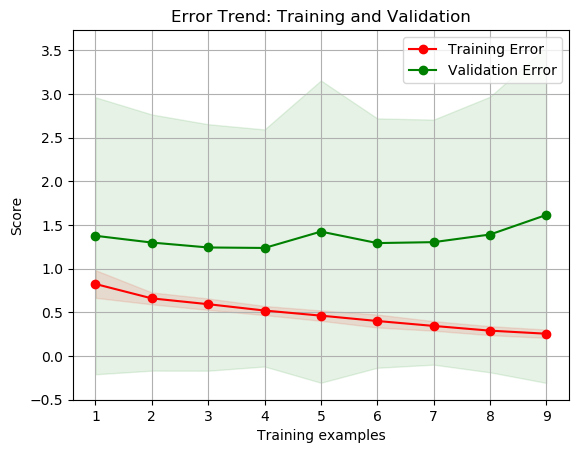 Error Trend: Training and Validation
Training Error
Validation Error
Score
3.5
3.0
2.5
2.0
1.5
1.0
0.5
0.0
−0.5
1 2 3 4 5 6 7 8 9
Training examples